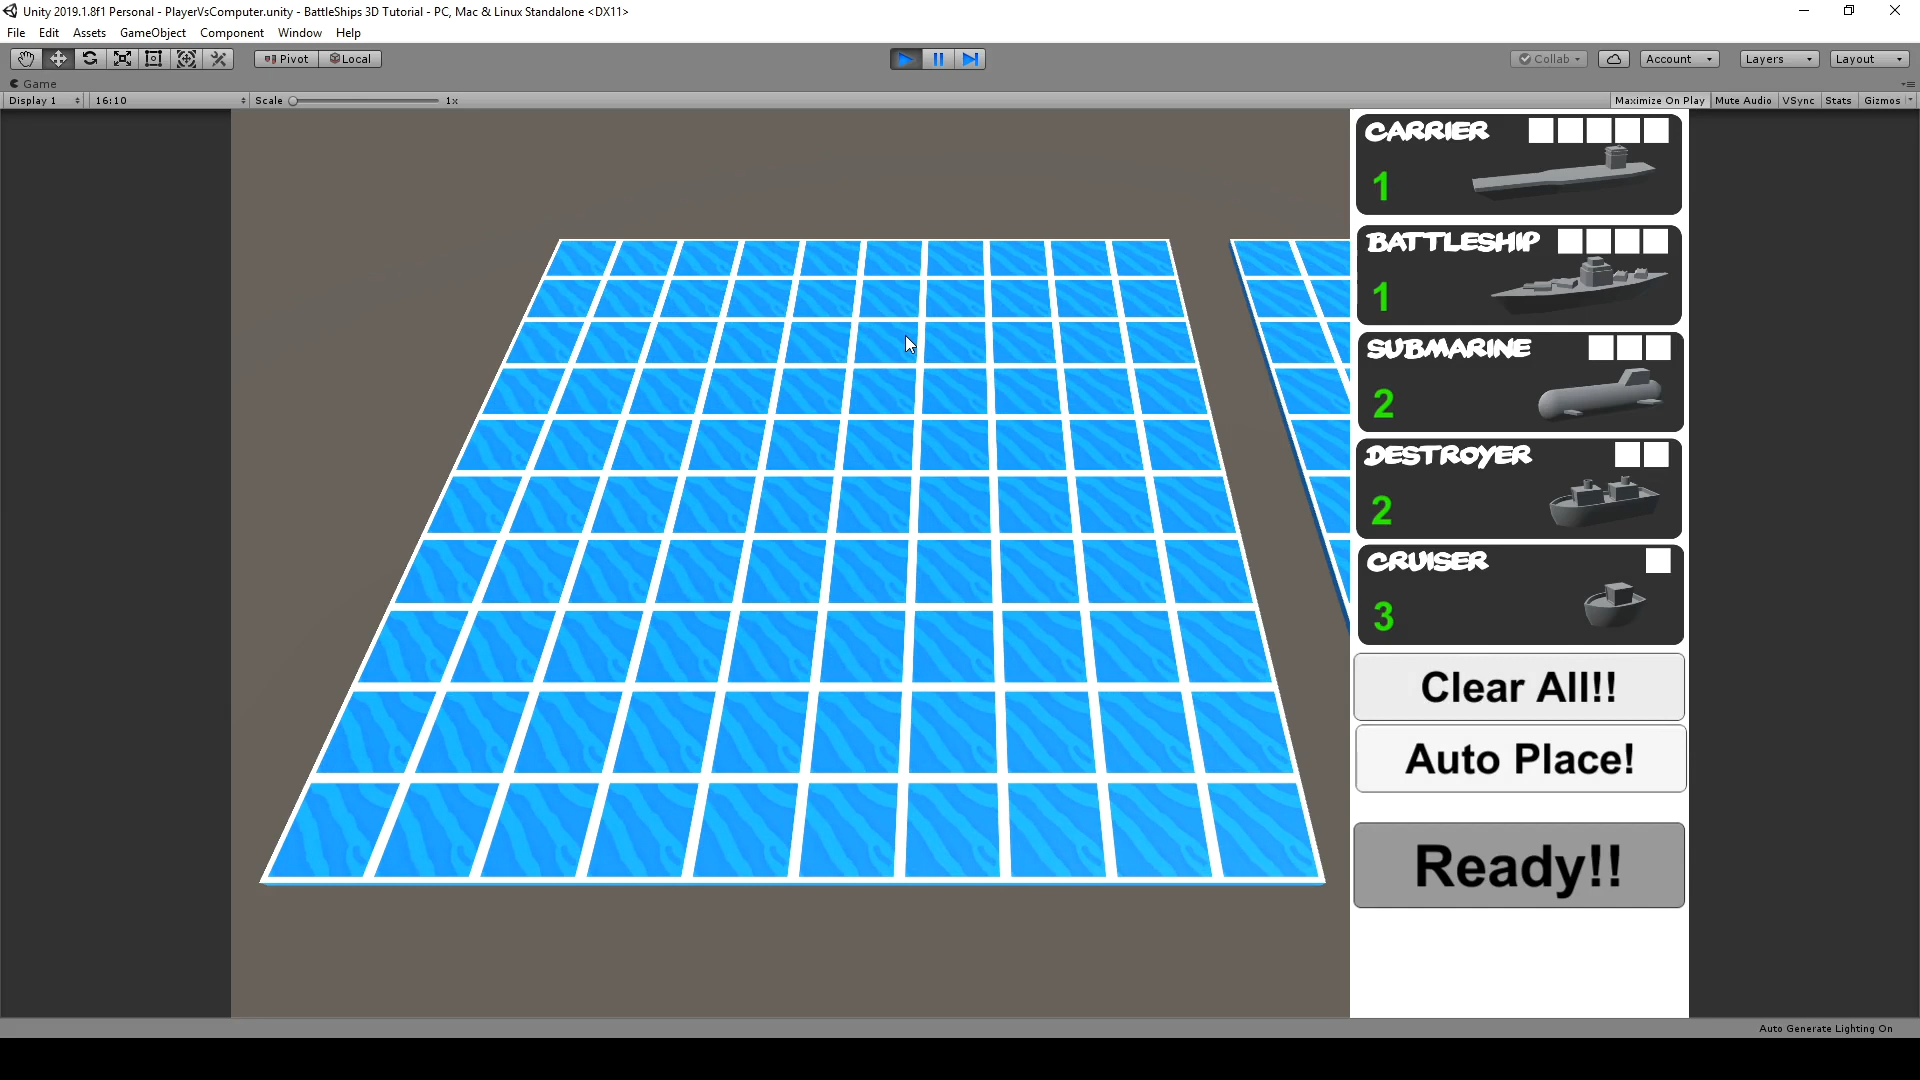 Unity 2019.1.8f1 Personal - PlayerVsComputer.unity - BattleShips 3D Tutorial - PC, Mac & Linux Standalone <DX11>
File Edit Assets GameObject Component Window Help
Pivot Local Collab Account Layers Layout
Game
Display 1 16:10 Scale 1x Maximize On Play Mute Audio VSync Stats Gizmos
CARRIER
1
BATTLESHIP
1
SUBMARINE
2
DESTROYER
2
CRUISER
3
Clear All!!
Auto Place!
Ready!!
Auto Generate Lighting On